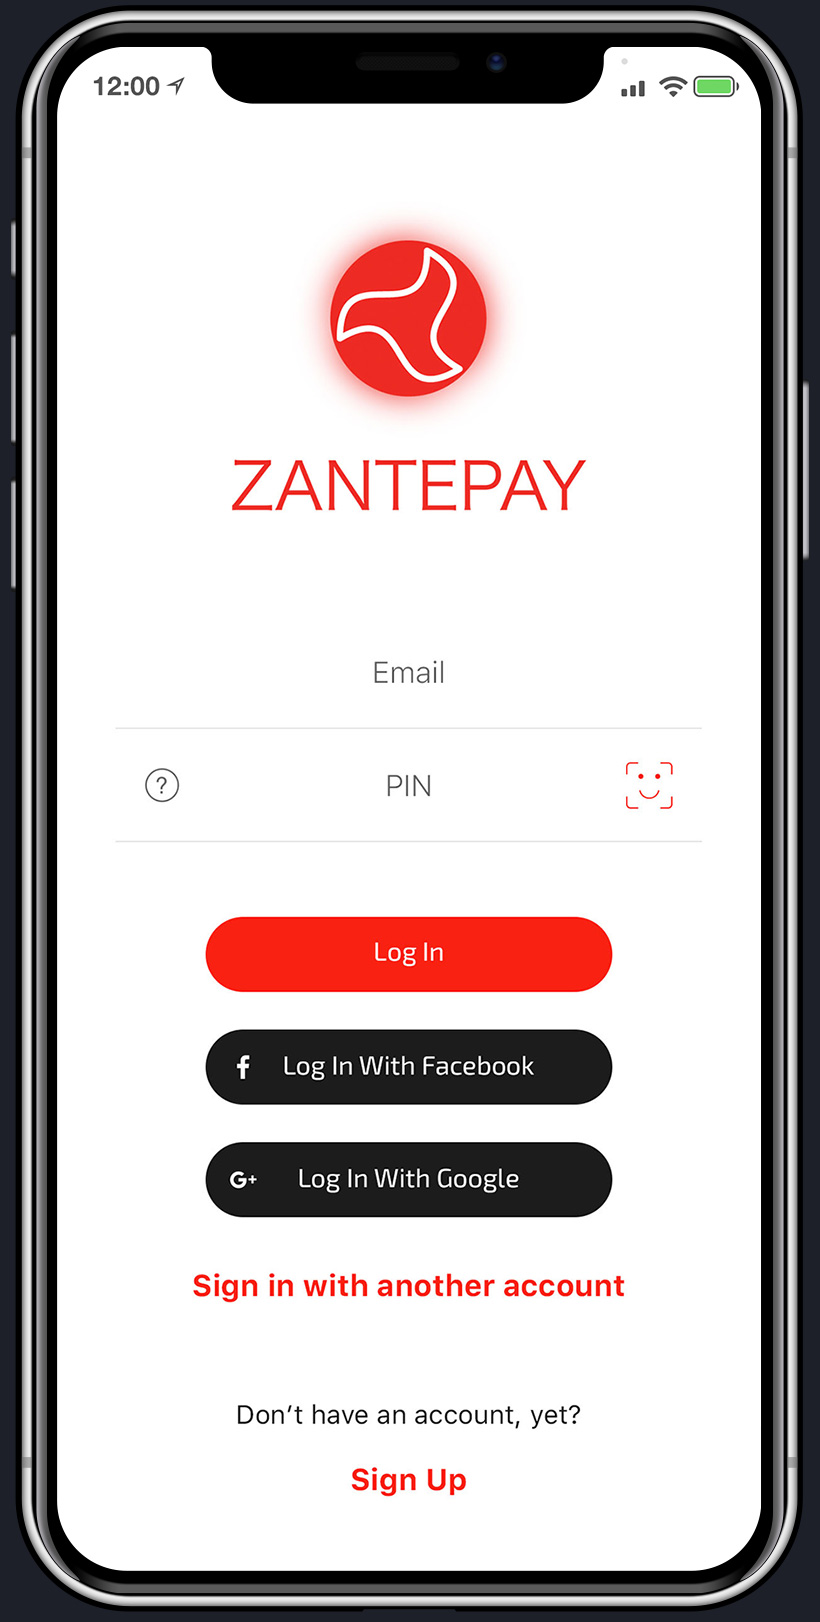 12:00
ZANTEPAY
Email
? PIN
Log In
f Log In With Facebook
G+ Log In With Google
Sign in with another account
Don’t have an account, yet?
Sign Up